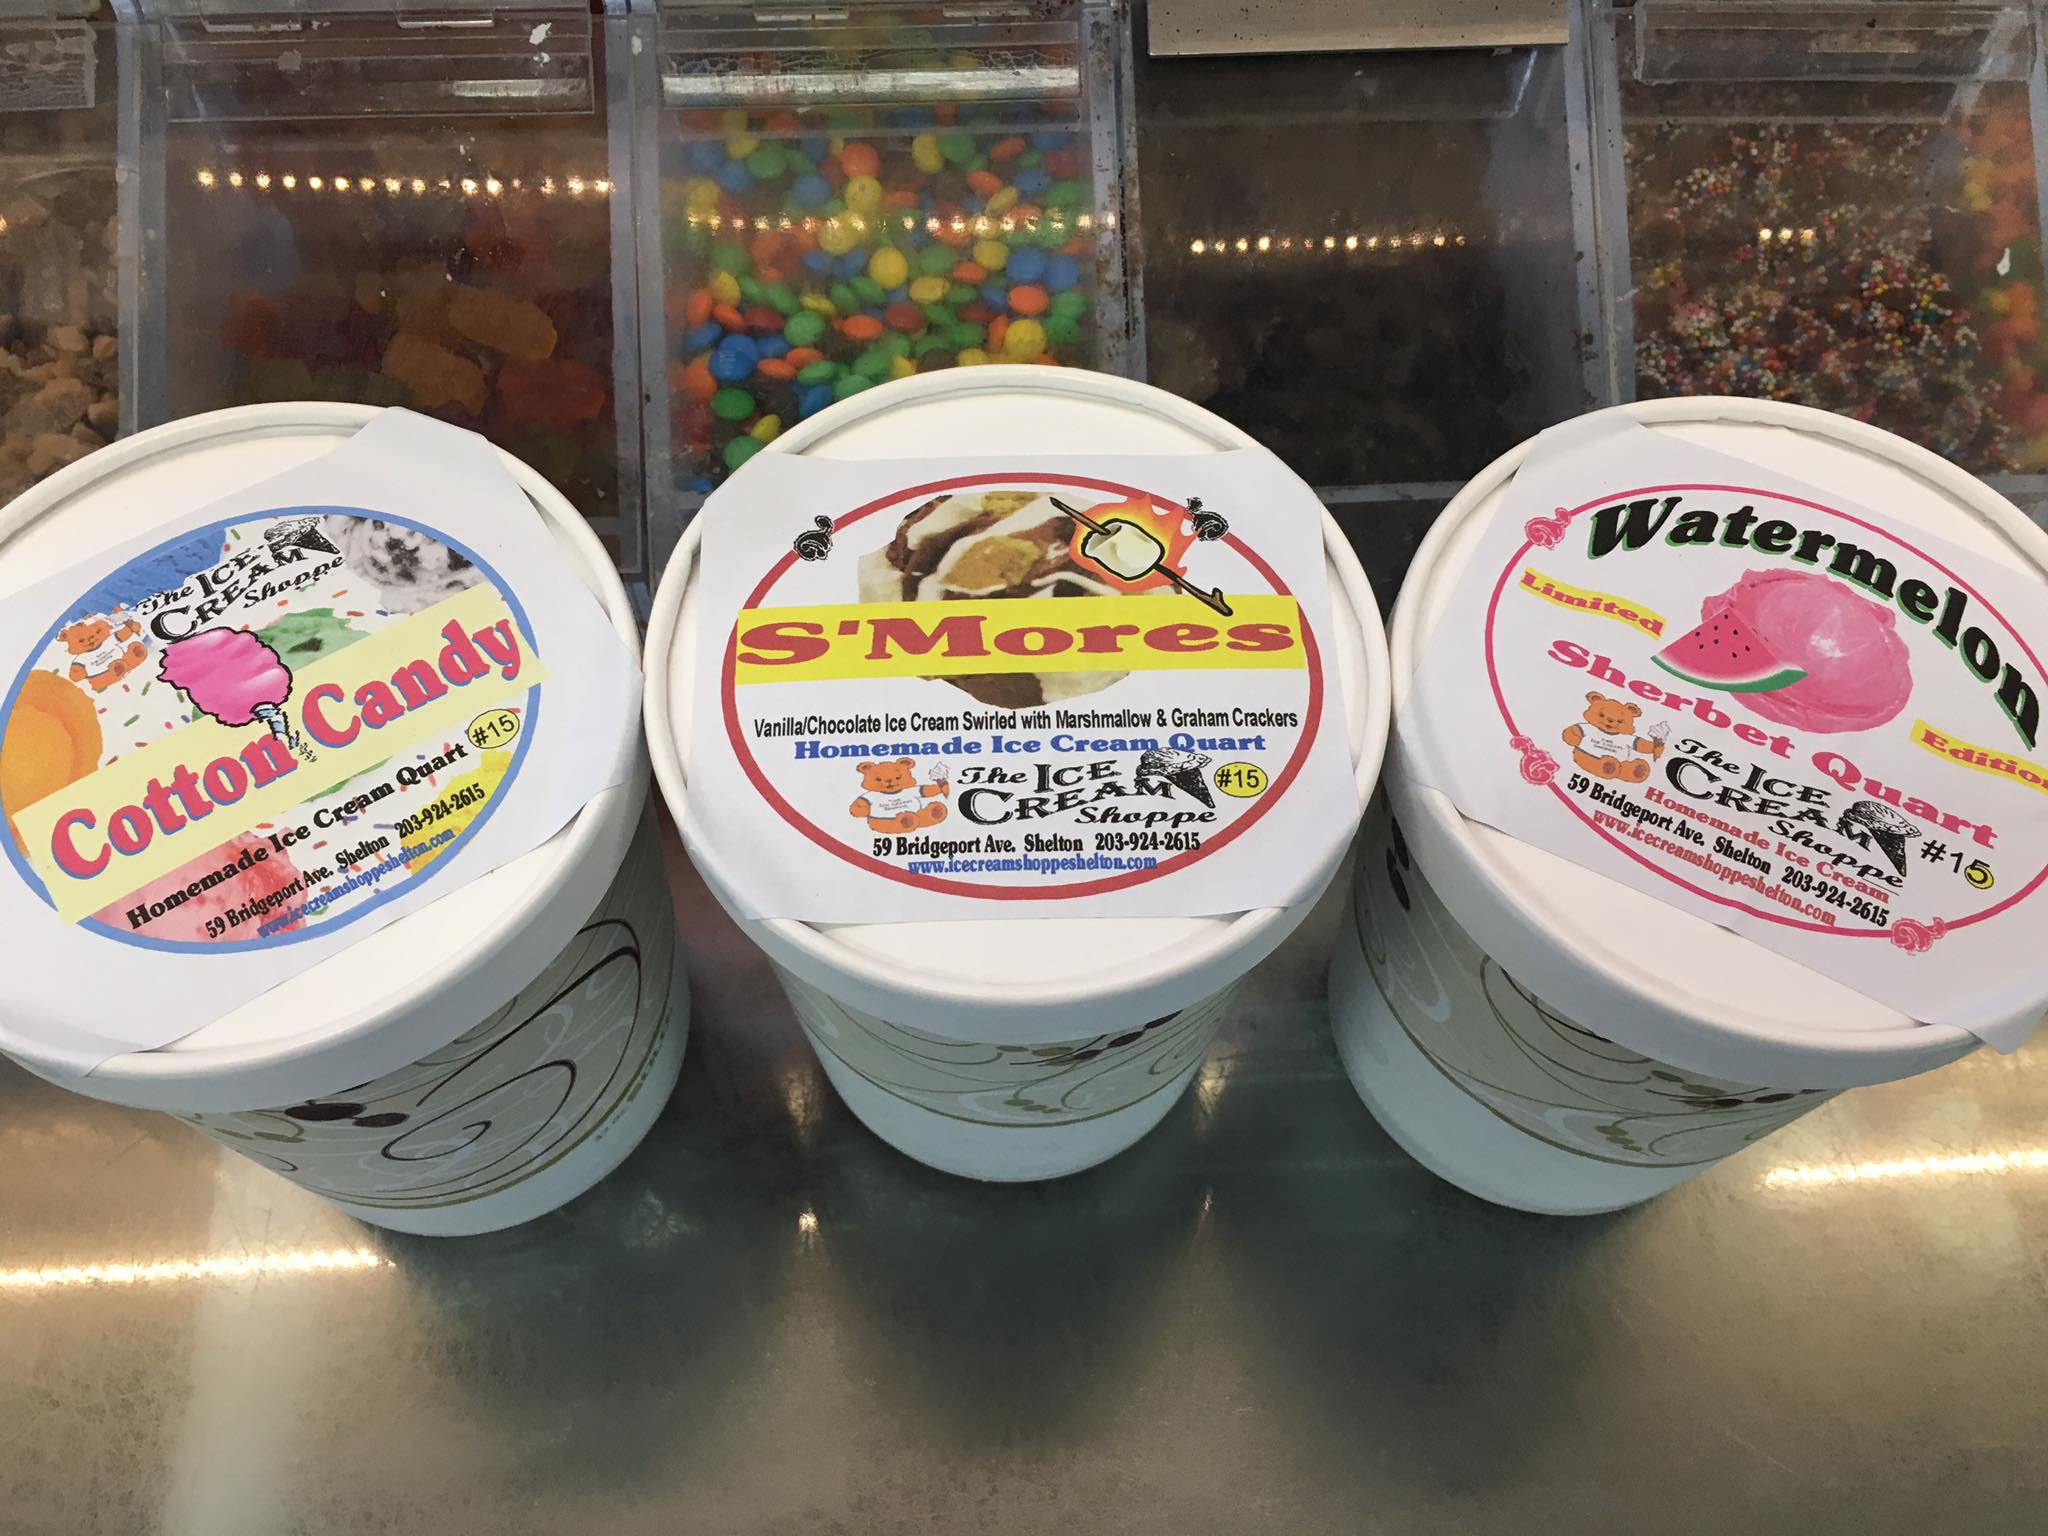 The ICE
CREAM
Shoppe
Cotton Candy
#15
Homemade Ice Cream Quart
59 Bridgeport Ave. Shelton 203-924-2615
www.icecreamshoppeshelton.com
S'Mores
Vanilla/Chocolate Ice Cream Swirled with Marshmallow & Graham Crackers
Homemade Ice Cream Quart
The ICE
CREAM
Shoppe
#15
59 Bridgeport Ave. Shelton 203-924-2615
www.icecreamshoppeshelton.com
Watermelon
Limited
Edition
Sherbet Quart
The ICE
CREAM
Shoppe
#15
Homemade Ice Cream
59 Bridgeport Ave. Shelton 203-924-2615
www.icecreamshoppeshelton.com